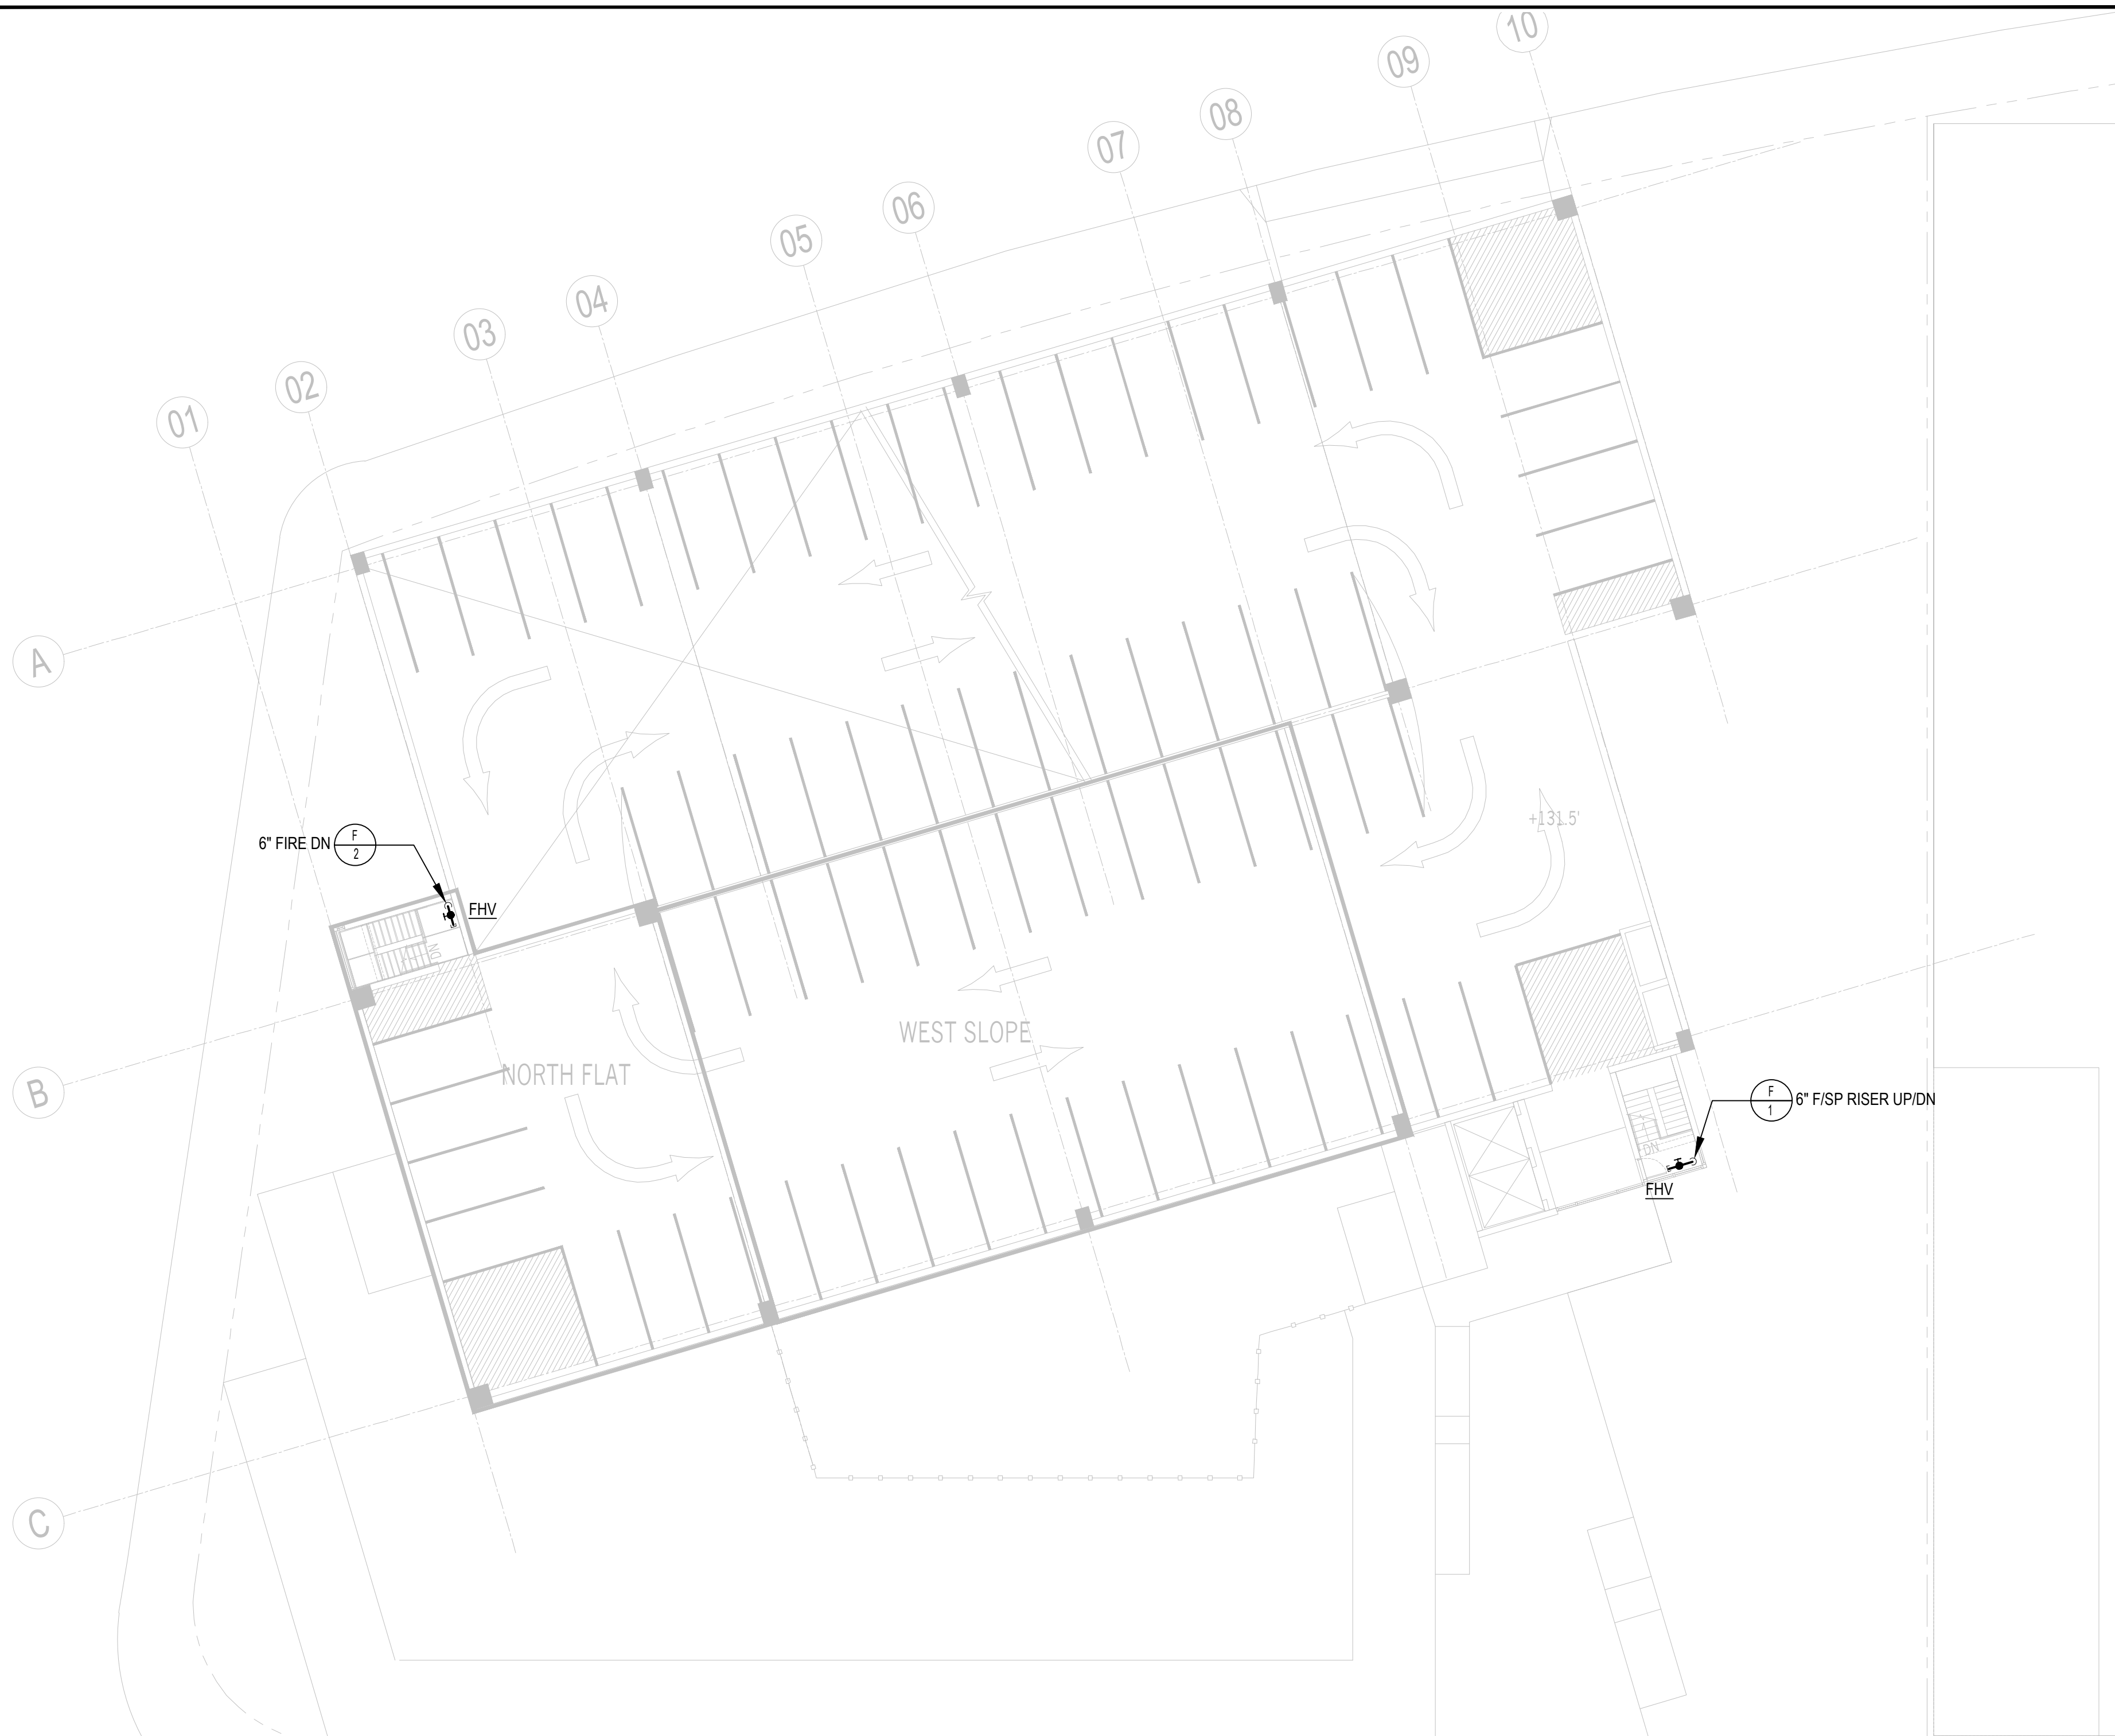 10
09
08
07
06
05
04
03
02
01
A
+131.5'
6" FIRE DN
F
2
FHV
DN
WEST SLOPE
NORTH FLAT
B
F
1
6" F/SP RISER UP/DN
DN
FHV
C